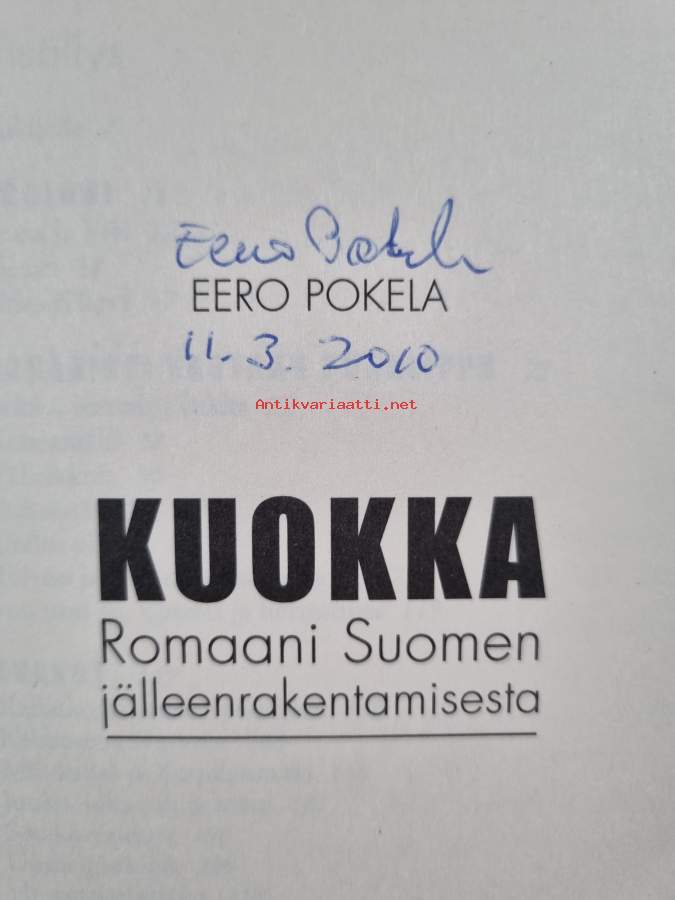 Eero Pokela
EERO POKELA
11.3.2010
Antikvariaatti.net
KUOKKA
Romaani Suomen
jälleenrakentamisesta